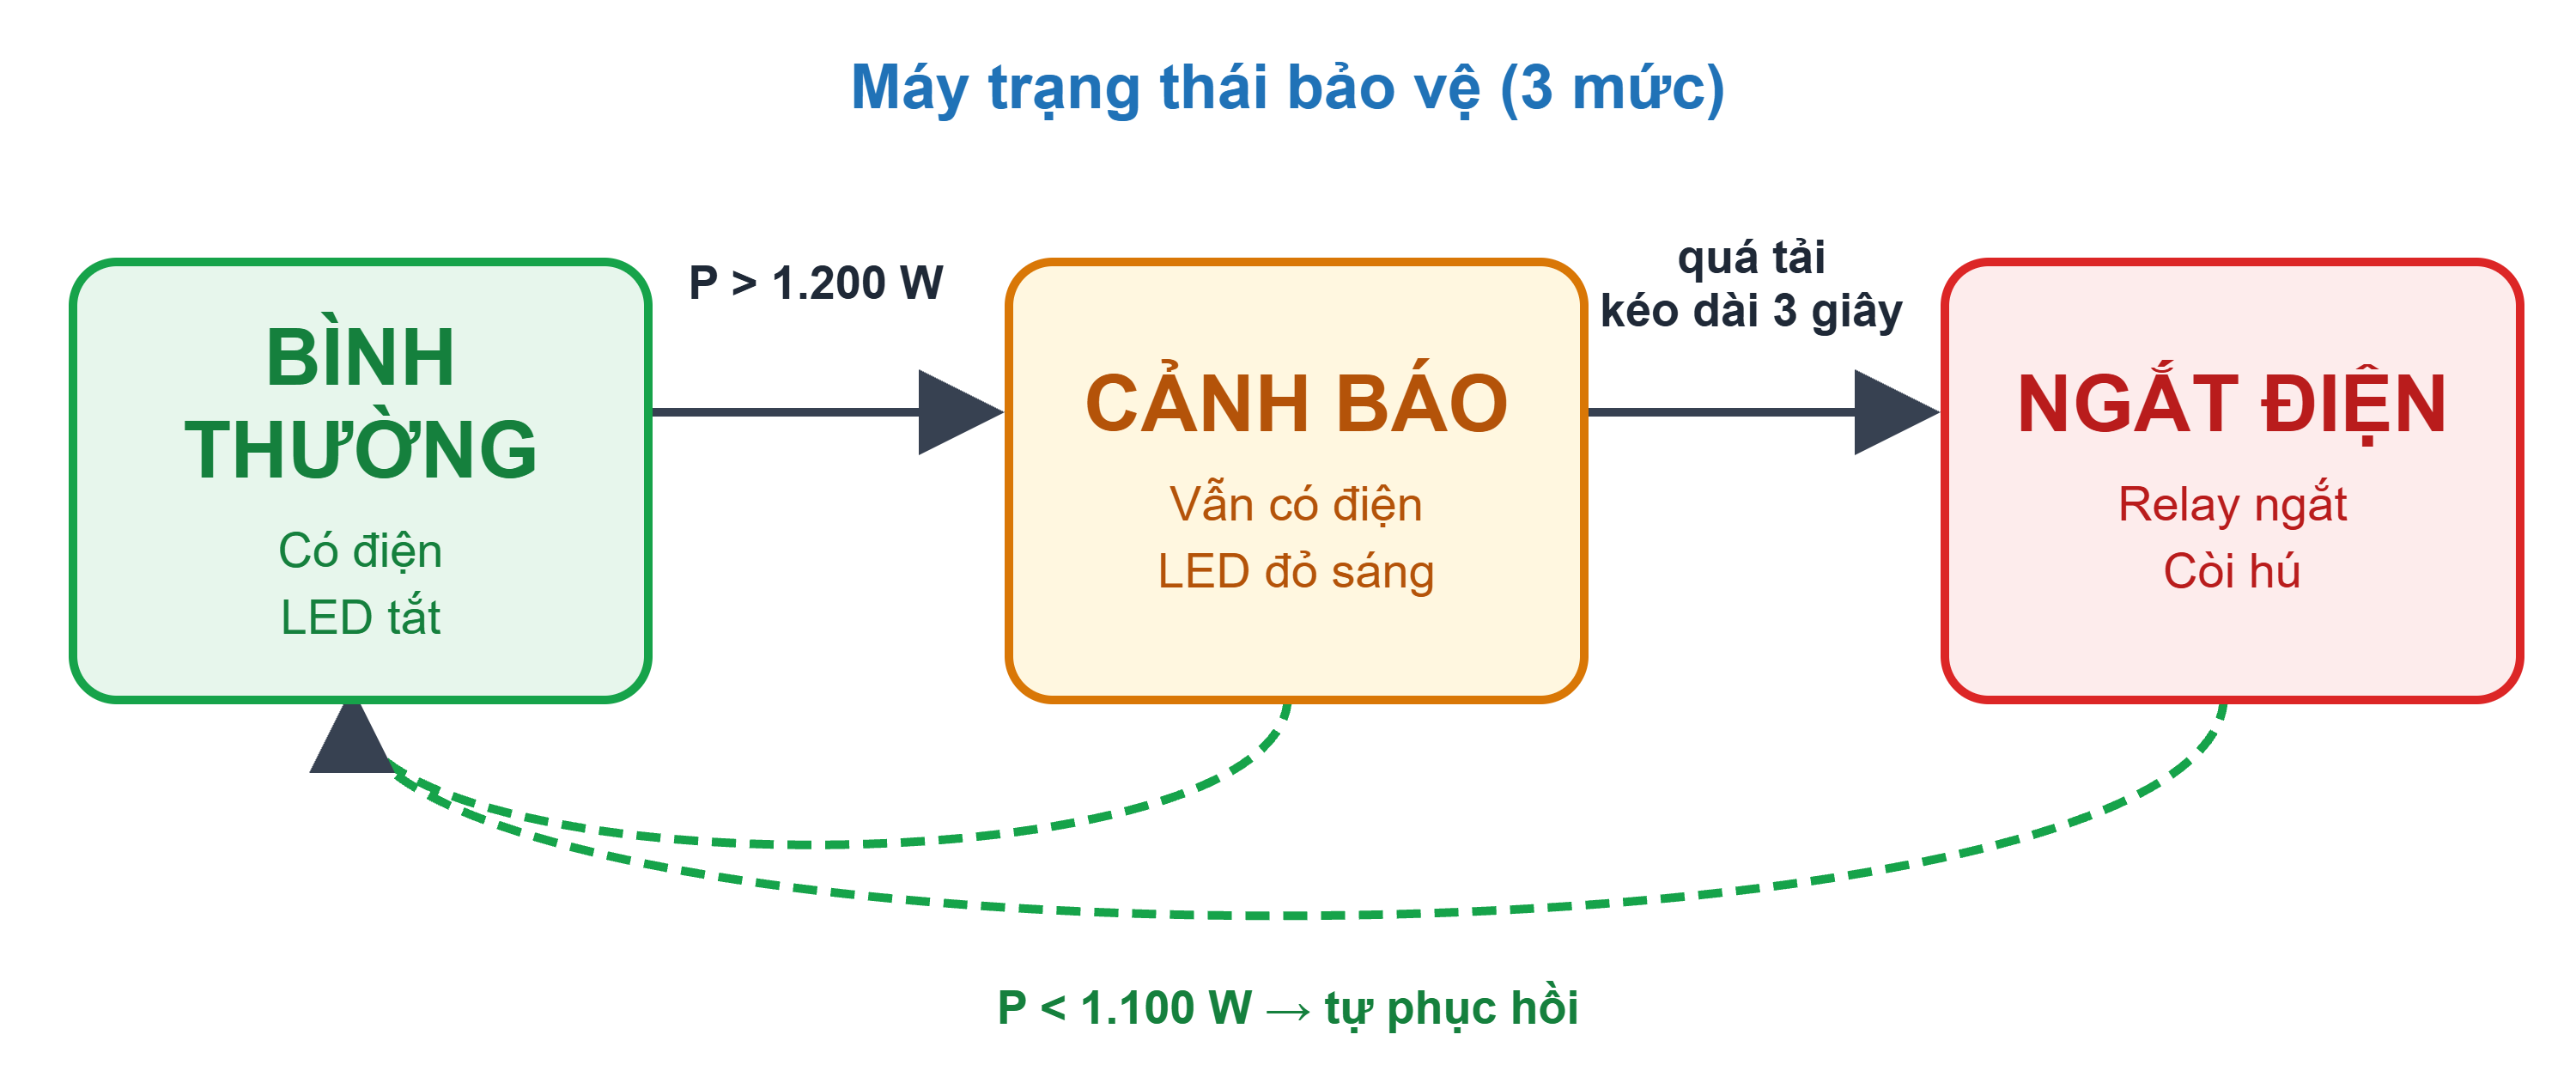 Máy trạng thái bảo vệ (3 mức)
BÌNH
THƯỜNG
Có điện
LED tắt
P > 1.200 W
CẢNH BÁO
Vẫn có điện
LED đỏ sáng
quá tải
kéo dài 3 giây
NGẮT ĐIỆN
Relay ngắt
Còi hú
P < 1.100 W → tự phục hồi